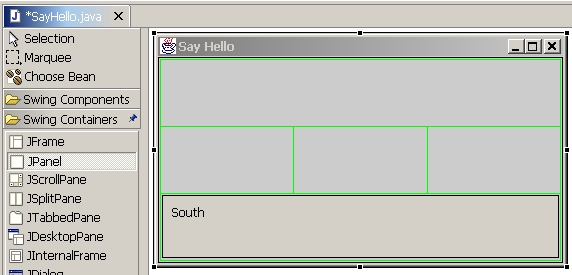 *SayHello.java
Selection
Marquee
Choose Bean
Swing Components
Swing Containers
JFrame
JPanel
JScrollPane
JSplitPane
JTabbedPane
JDesktopPane
JInternalFrame
JDialog
Say Hello
South